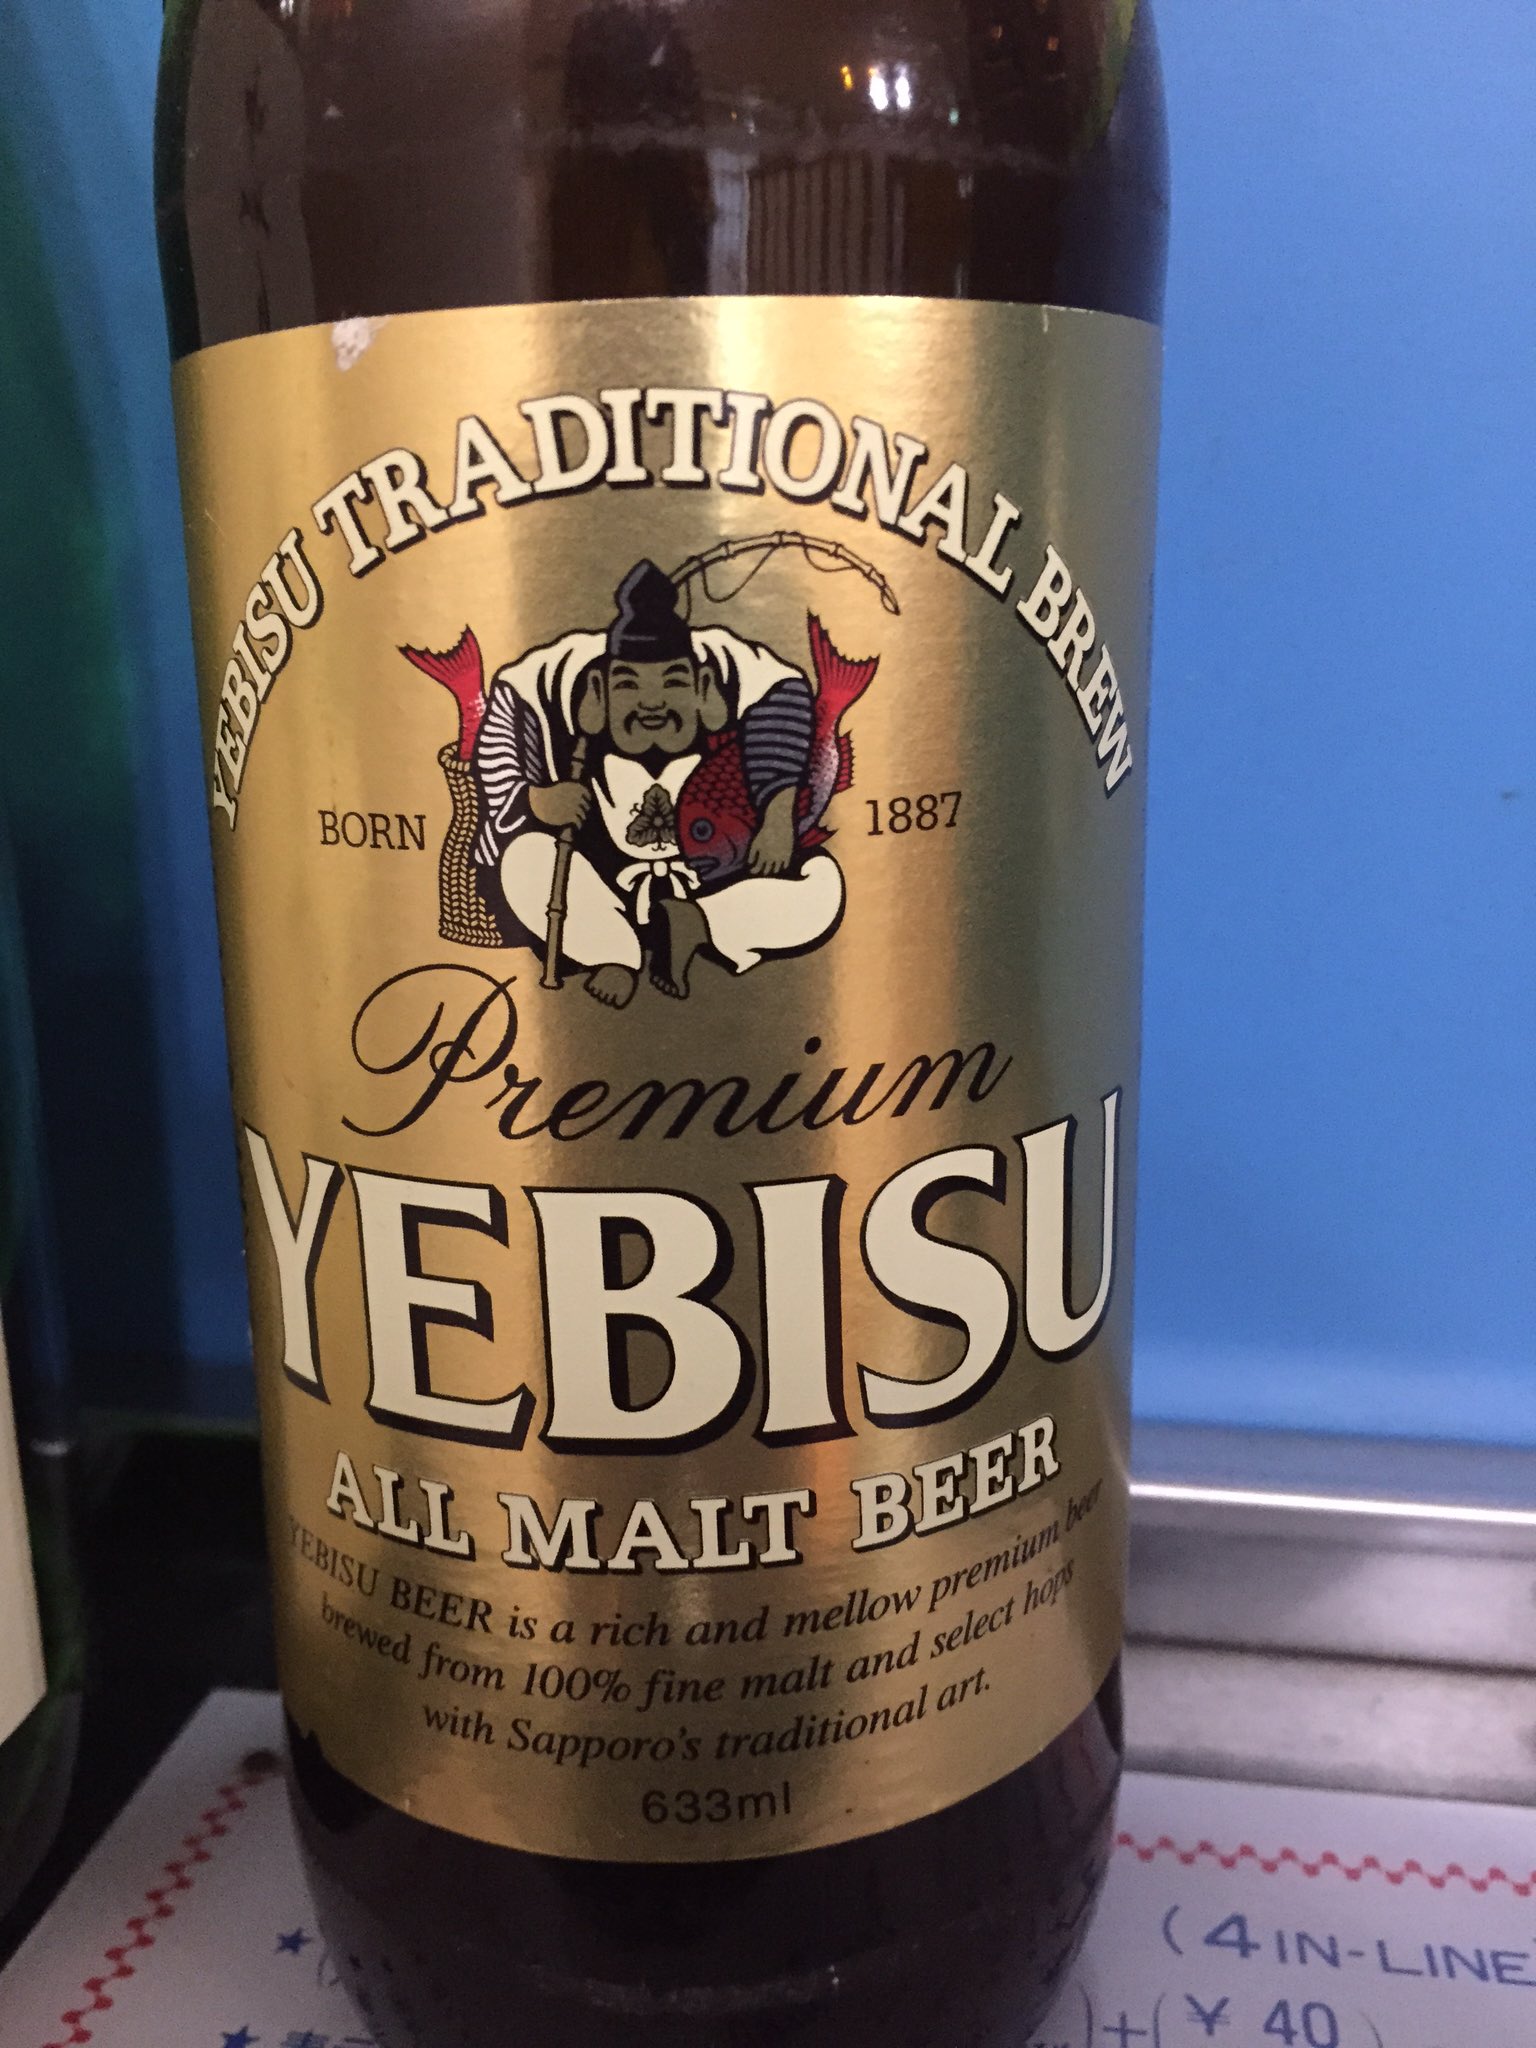 YEBISU TRADITIONAL BREW
BORN 1887
Premium
YEBISU
ALL MALT BEER
YEBISU BEER is a rich and mellow premium beer
brewed from 100% fine malt and select hops
with Sapporo's traditional art.
633ml
(4 IN-LINE
)+(¥ 40)